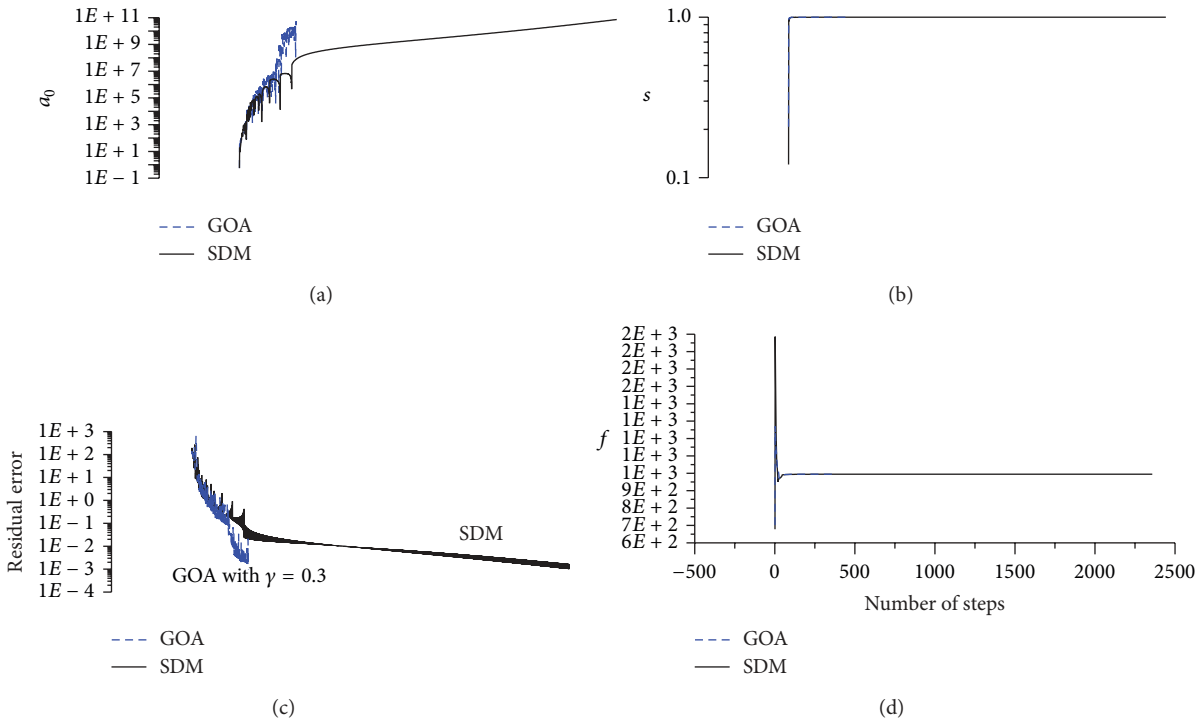 1E + 11
1E + 9
1E + 7
1E + 5
1E + 3
1E + 1
1E − 1
a0
GOA
SDM
(a)
1.0
s
0.1
GOA
SDM
(b)
1E + 3
1E + 2
1E + 1
1E + 0
1E − 1
1E − 2
1E − 3
1E − 4
Residual error
SDM
GOA with γ = 0.3
GOA
SDM
(c)
2E + 3
2E + 3
2E + 3
2E + 3
1E + 3
1E + 3
1E + 3
1E + 3
1E + 3
9E + 2
8E + 2
7E + 2
6E + 2
f
−500 0 500 1000 1500 2000 2500
Number of steps
GOA
SDM
(d)